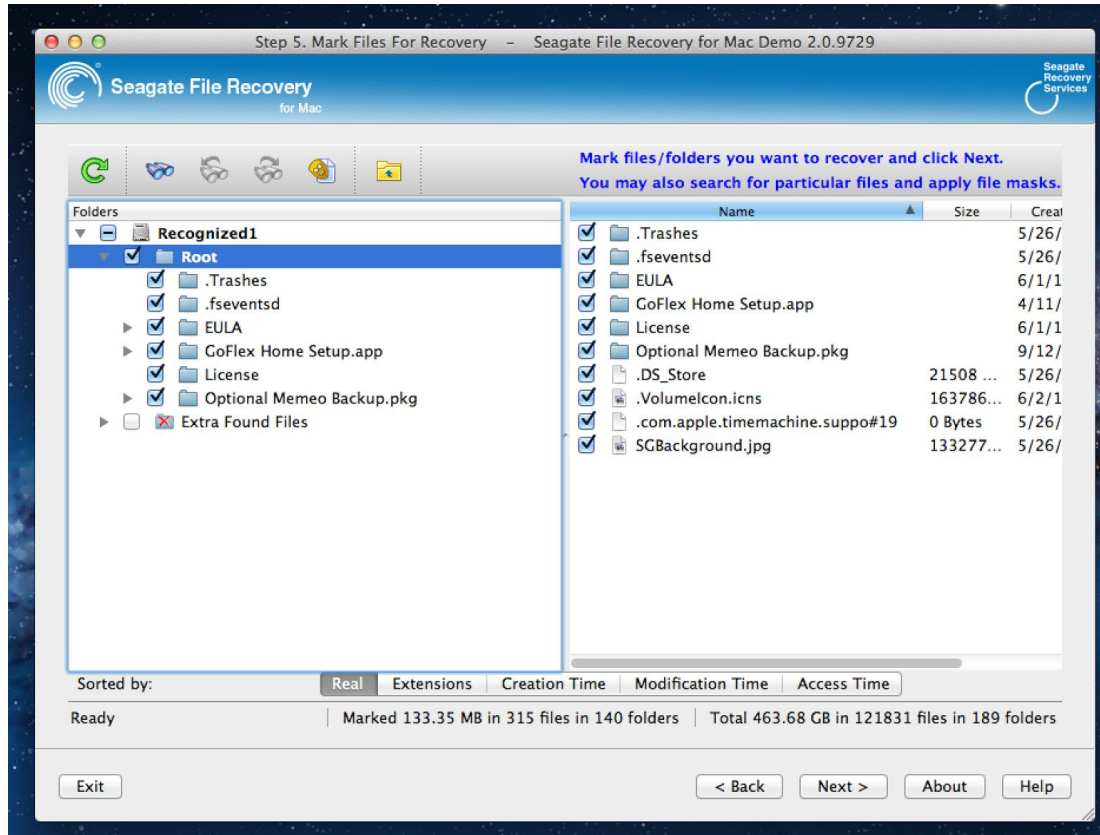 Step 5. Mark Files For Recovery – Seagate File Recovery for Mac Demo 2.0.9729
Seagate File Recovery
for Mac
Seagate
Recovery
Services
Mark files/folders you want to recover and click Next.
You may also search for particular files and apply file masks.
Folders
Recognized1
Root
.Trashes
.fseventsd
EULA
GoFlex Home Setup.app
License
Optional Memeo Backup.pkg
Extra Found Files
Name Size Creat
.Trashes 5/26/
.fseventsd 5/26/
EULA 6/1/1
GoFlex Home Setup.app 4/11/
License 6/1/1
Optional Memeo Backup.pkg 9/12/
.DS_Store 21508 ... 5/26/
.VolumeIcon.icns 163786... 6/2/1
.com.apple.timemachine.suppo#19 0 Bytes 5/26/
SGBackground.jpg 133277... 5/26/
Sorted by: Real Extensions Creation Time Modification Time Access Time
Ready Marked 133.35 MB in 315 files in 140 folders Total 463.68 GB in 121831 files in 189 folders
Exit < Back Next > About Help